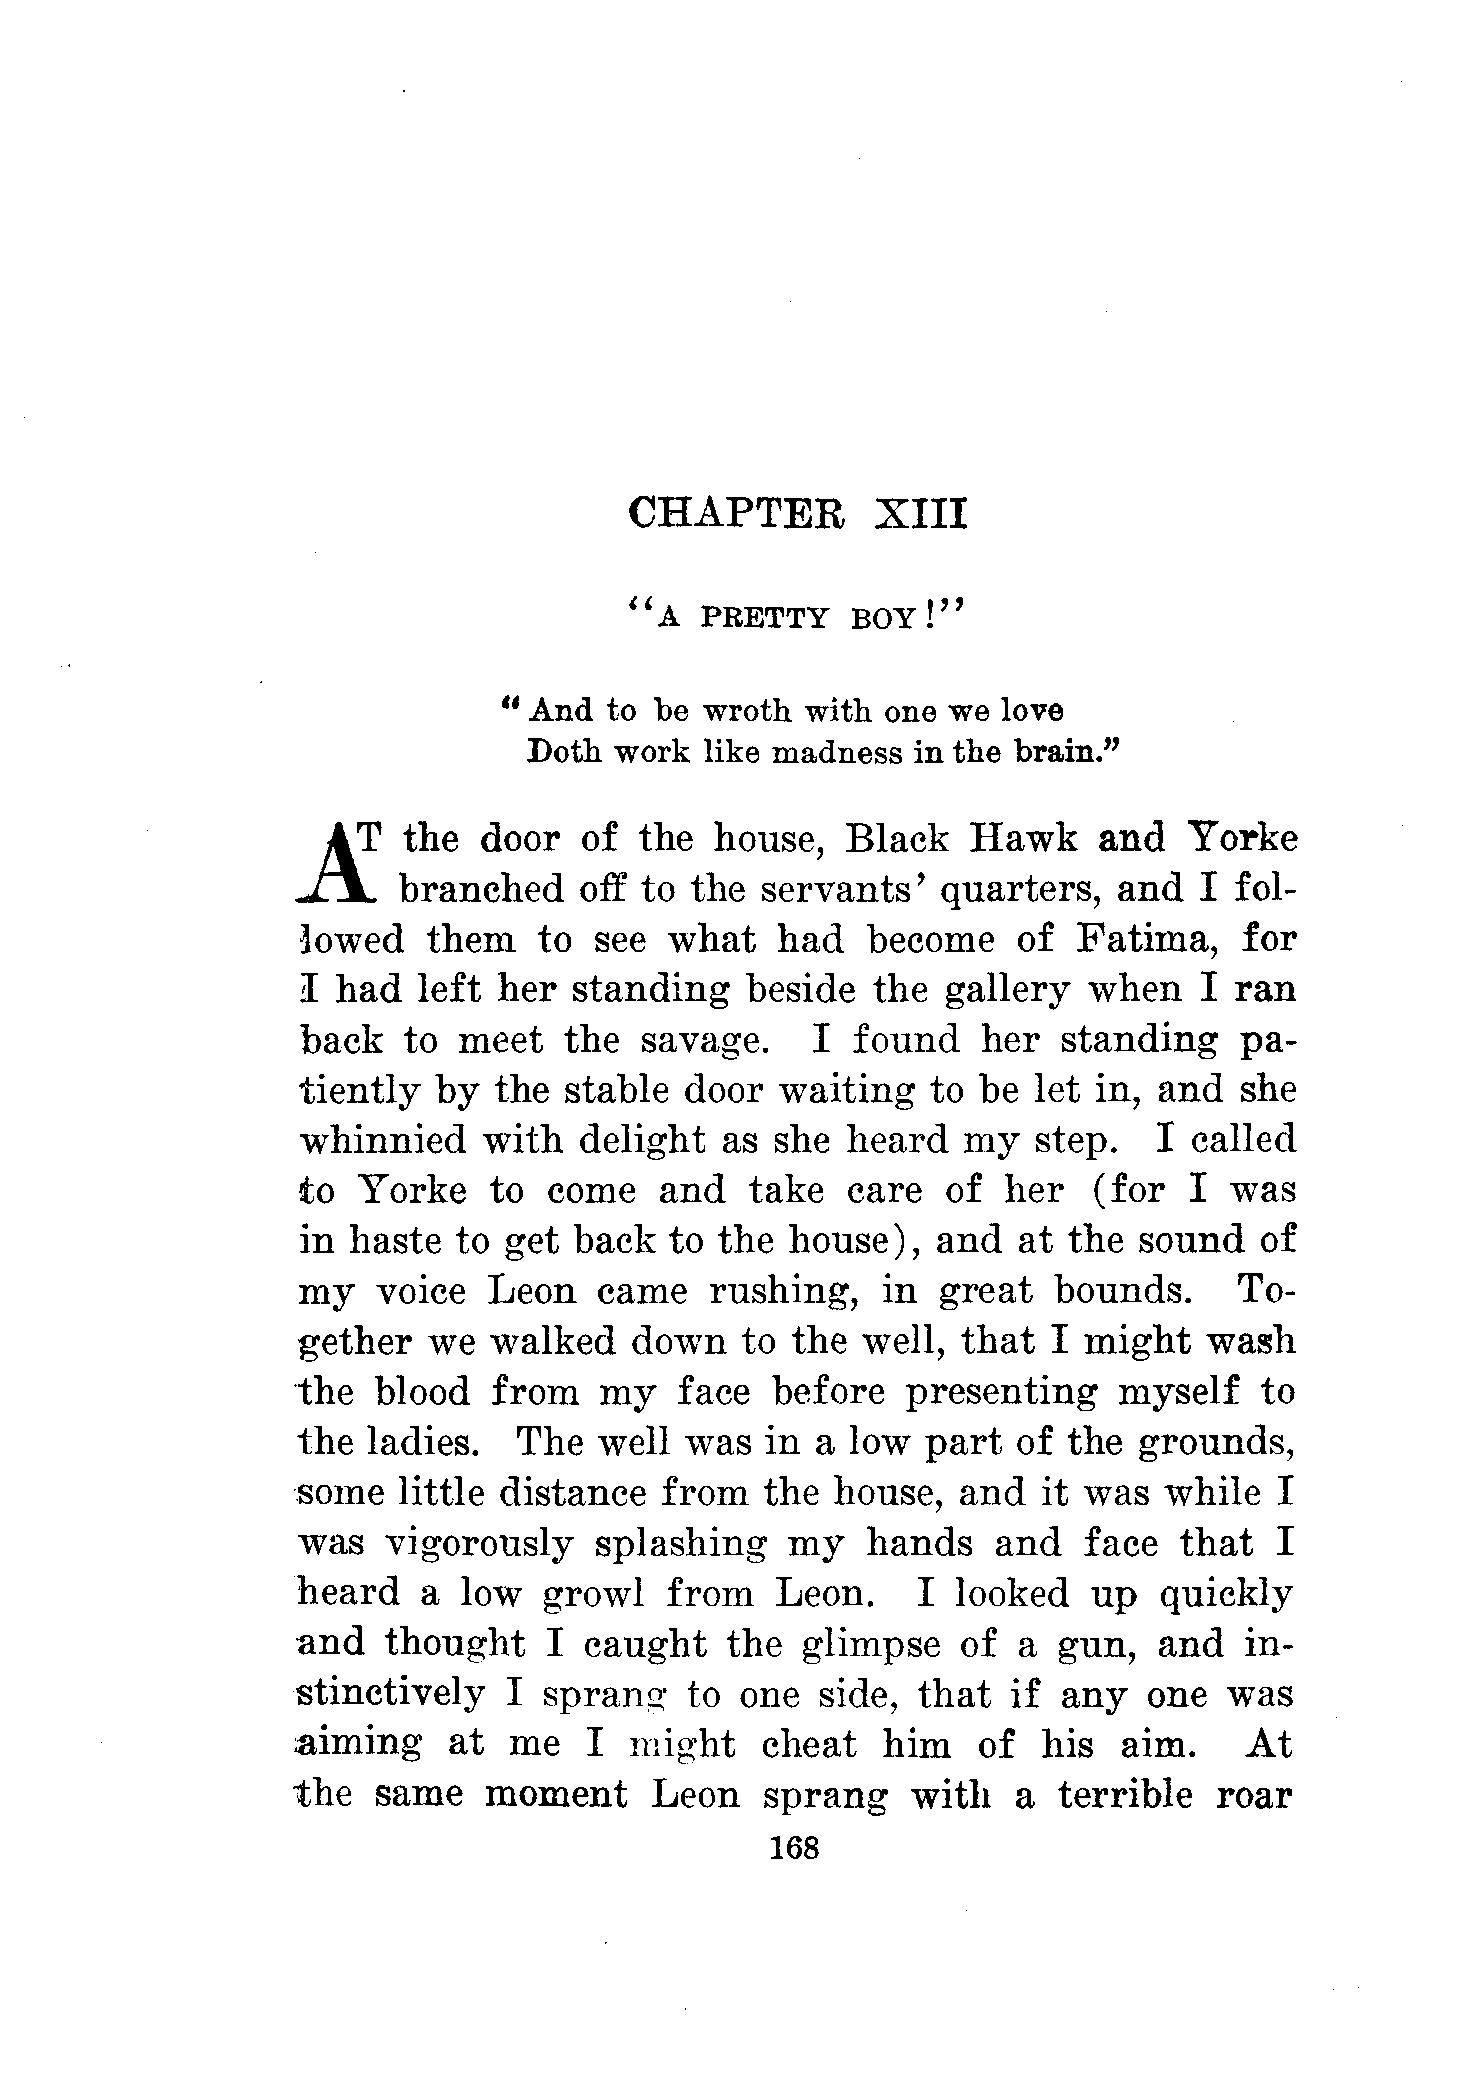 CHAPTER XIII
"A PRETTY BOY!"
"And to be wroth with one we love
Doth work like madness in the brain."
AT the door of the house, Black Hawk and Yorke
branched off to the servants' quarters, and I fol-
lowed them to see what had become of Fatima, for
I had left her standing beside the gallery when I ran
back to meet the savage. I found her standing pa-
tiently by the stable door waiting to be let in, and she
whinnied with delight as she heard my step. I called
to Yorke to come and take care of her (for I was
in haste to get back to the house), and at the sound of
my voice Leon came rushing, in great bounds. To-
gether we walked down to the well, that I might wash
the blood from my face before presenting myself to
the ladies. The well was in a low part of the grounds,
some little distance from the house, and it was while I
was vigorously splashing my hands and face that I
heard a low growl from Leon. I looked up quickly
and thought I caught the glimpse of a gun, and in-
stinctively I sprang to one side, that if any one was
aiming at me I might cheat him of his aim. At
the same moment Leon sprang with a terrible roar
168